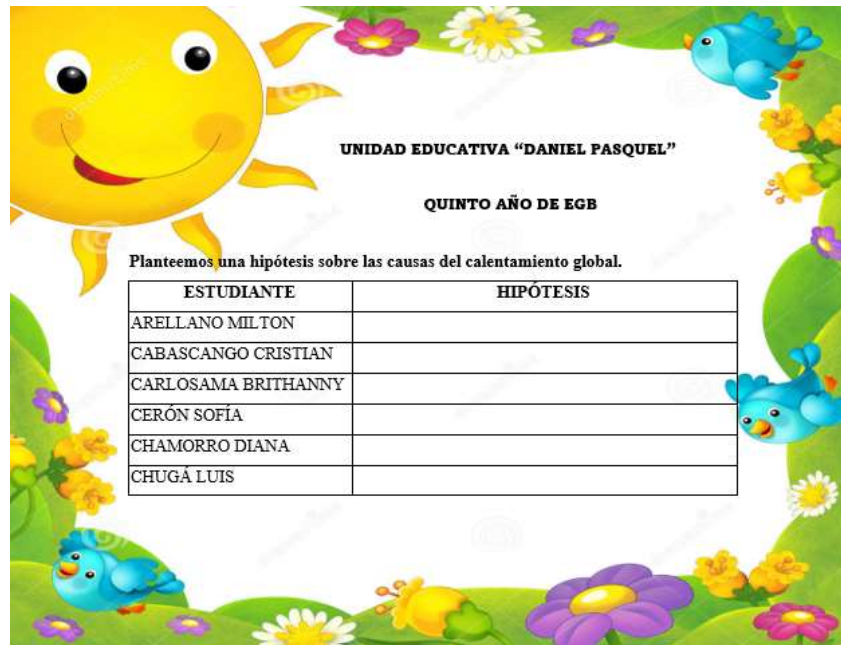 UNIDAD EDUCATIVA “DANIEL PASQUEL”
QUINTO AÑO DE EGB
Planteemos una hipótesis sobre las causas del calentamiento global.
ESTUDIANTE HIPÓTESIS
ARELLANO MILTON
CABASCANGO CRISTIAN
CARLOSAMA BRITHANNY
CERÓN SOFÍA
CHAMORRO DIANA
CHUGÁ LUIS